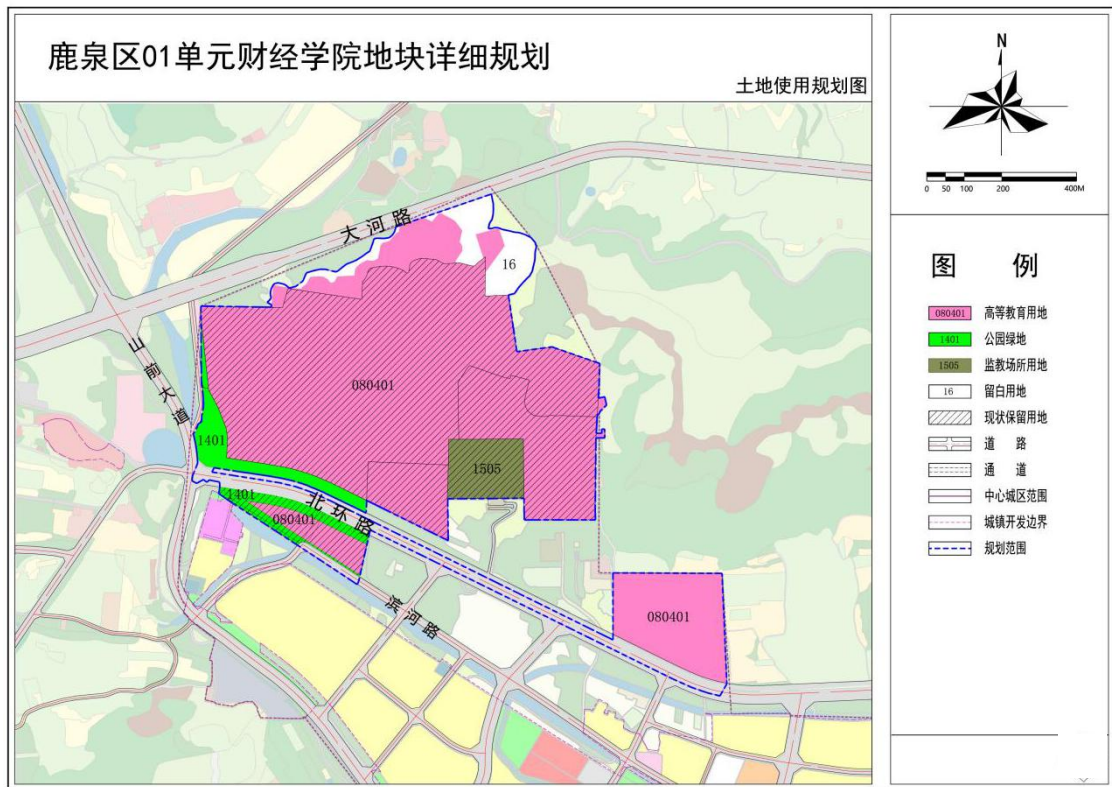 鹿泉区01单元财经学院地块详细规划
土地使用规划图
N
0 50 100 200 400M
大河路
16
山前大道
080401
1401
1505
1401
北环路
080401
滨河路
080401
图 例
080401 高等教育用地
1401 公园绿地
1505 监教场所用地
16 留白用地
现状保留用地
道 路
通 道
中心城区范围
城镇开发边界
规划范围